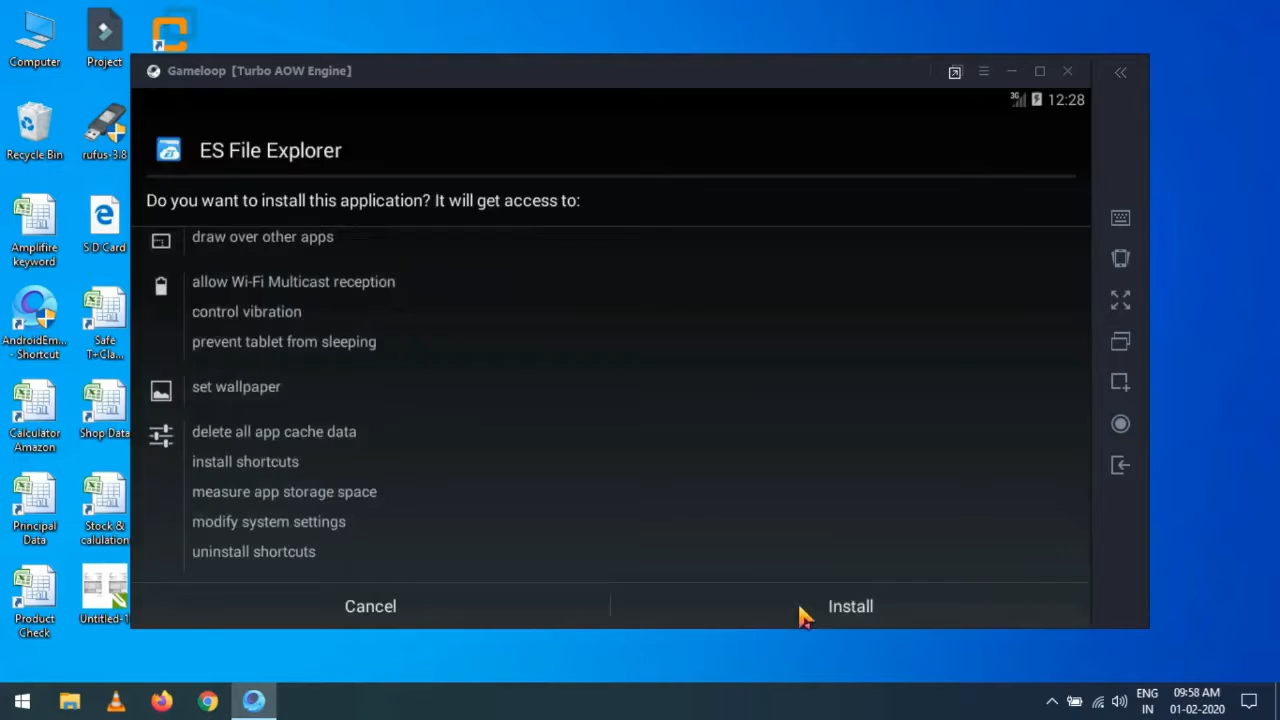 Computer
Project
Recycle Bin
rufus-3.8
Amplifire
keyword
S D Card
AndroidEm...
- Shortcut
Safe
T+Cla...
Calculator
Amazon
Shop Data
Principal
Data
Stock &
calulation
Product
Check
Untitled-1
Gameloop [Turbo AOW Engine]
3G
12:28
ES File Explorer
Do you want to install this application? It will get access to:
draw over other apps
allow Wi-Fi Multicast reception
control vibration
prevent tablet from sleeping
set wallpaper
delete all app cache data
install shortcuts
measure app storage space
modify system settings
uninstall shortcuts
Cancel
Install
ENG
IN
09:58 AM
01-02-2020